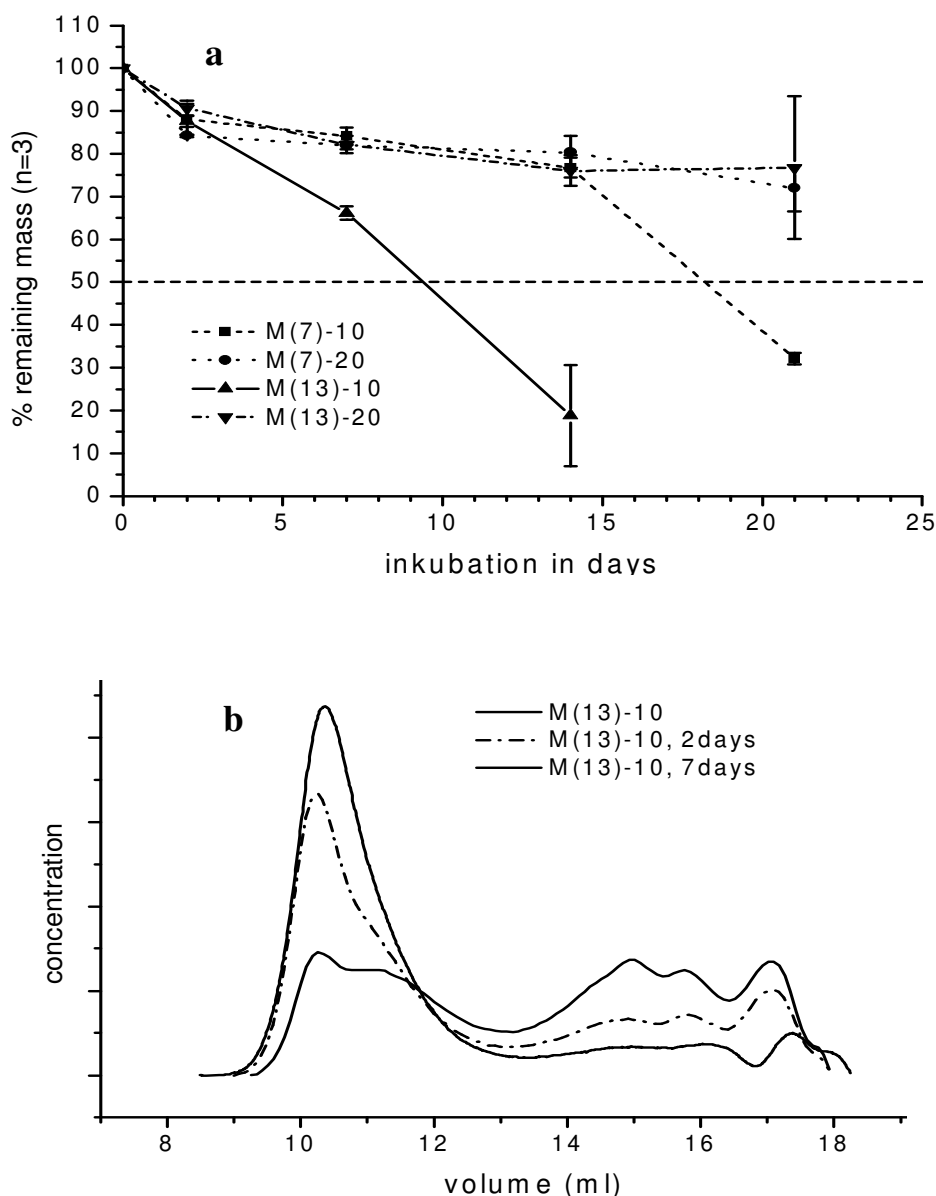 a
% remaining mass (n=3)
110
100
90
80
70
60
50
40
30
20
10
0
M(7)-10
M(7)-20
M(13)-10
M(13)-20
0 5 10 15 20 25
inkubation in days
b
M(13)-10
M(13)-10, 2days
M(13)-10, 7days
concentration
8 10 12 14 16 18
volume (ml)